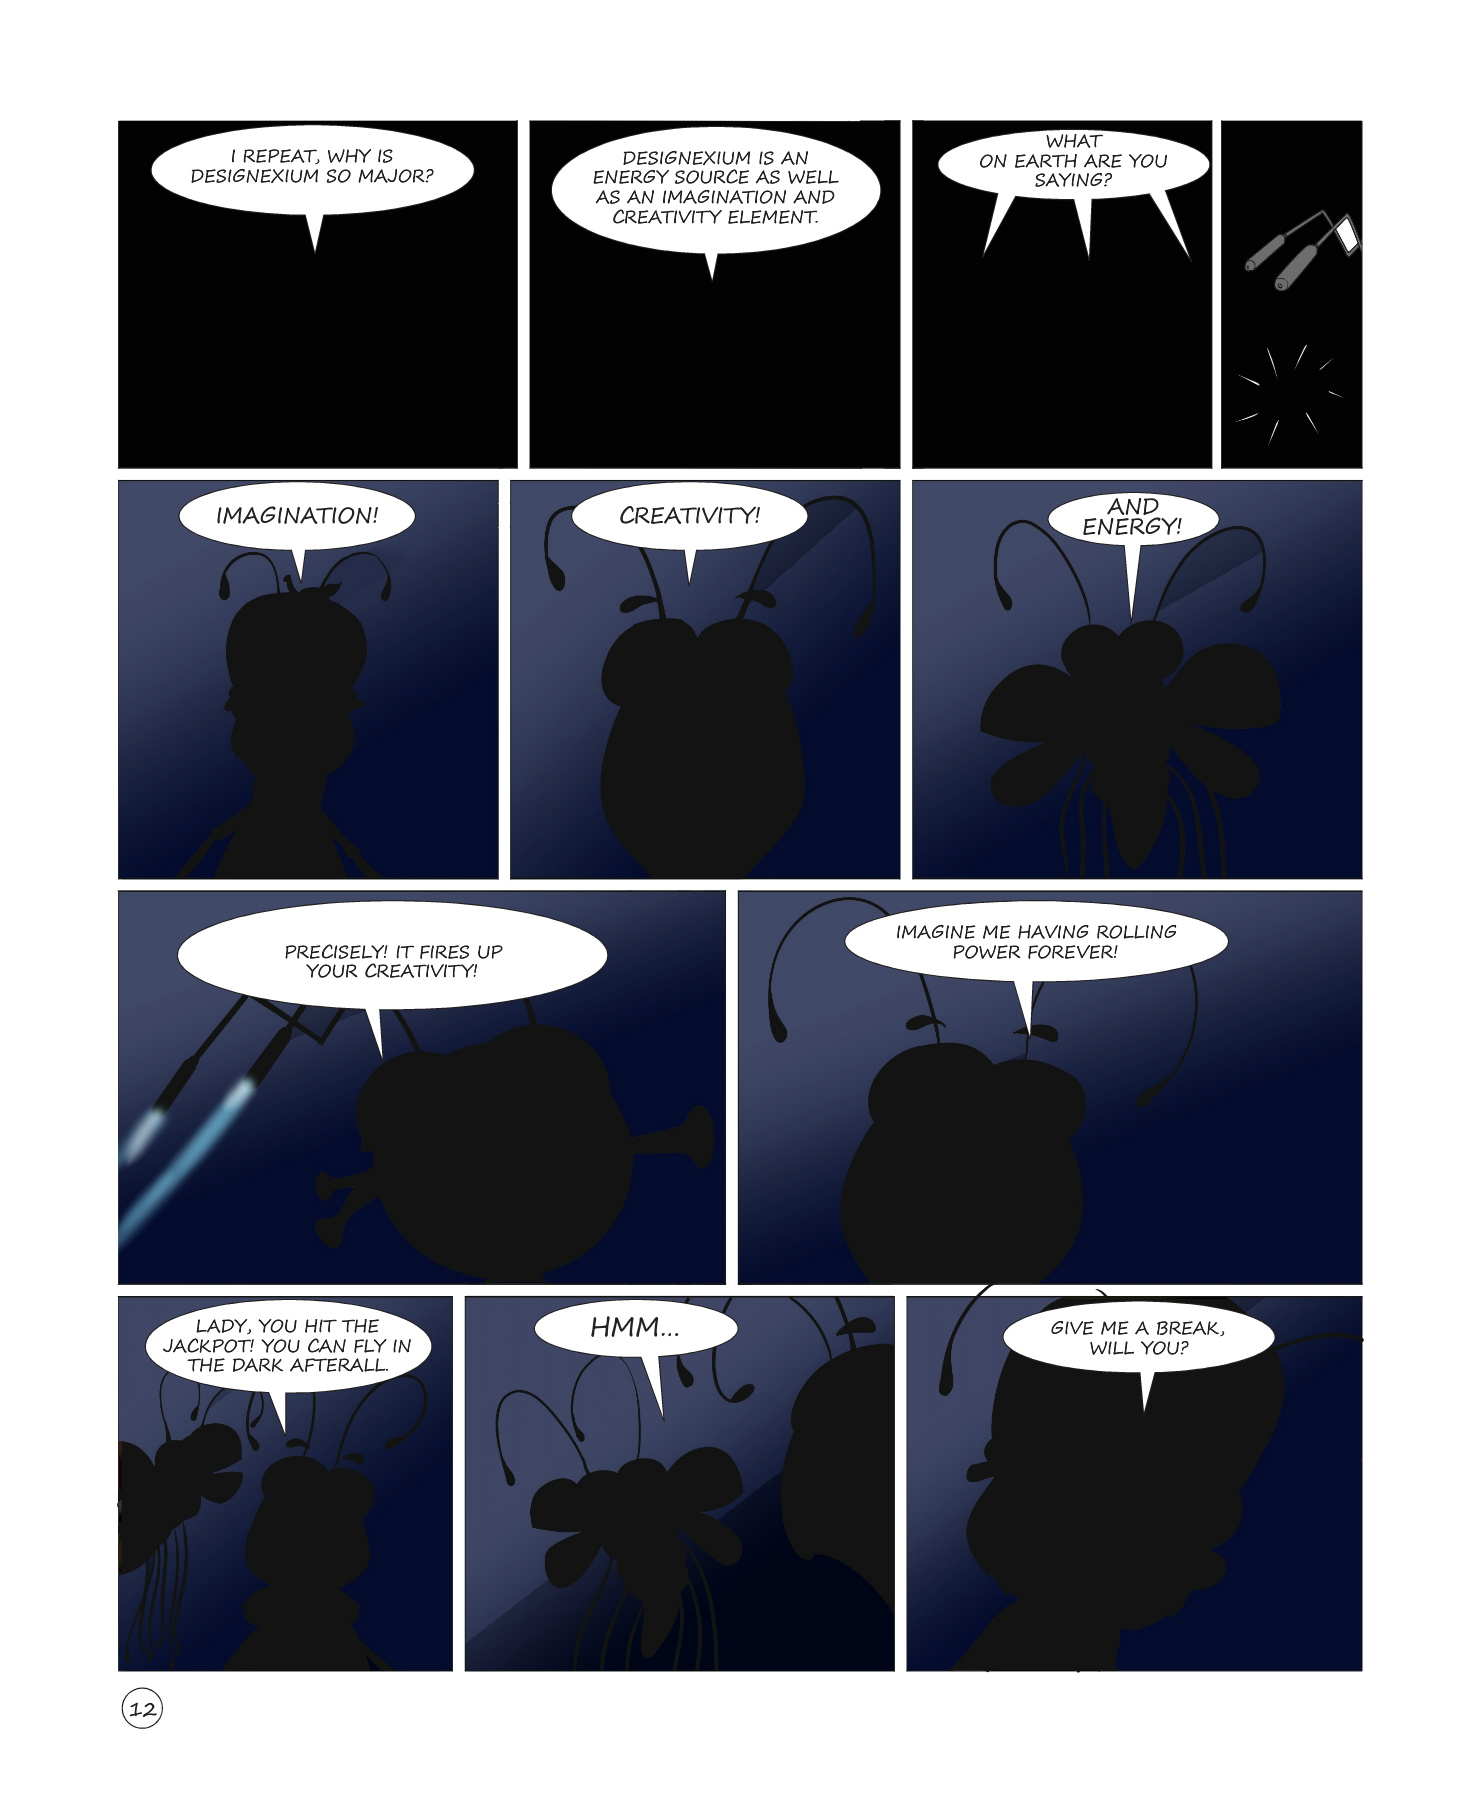 I REPEAT, WHY IS
DESIGNEXIUM SO MAJOR?
DESIGNEXIUM IS AN
ENERGY SOURCE AS WELL
AS AN IMAGINATION AND
CREATIVITY ELEMENT.
WHAT
ON EARTH ARE YOU
SAYING?
IMAGINATION!
CREATIVITY!
AND
ENERGY!
PRECISELY! IT FIRES UP
YOUR CREATIVITY!
IMAGINE ME HAVING ROLLING
POWER FOREVER!
LADY, YOU HIT THE
JACKPOT! YOU CAN FLY IN
THE DARK AFTERALL.
HMM...
GIVE ME A BREAK,
WILL YOU?
12